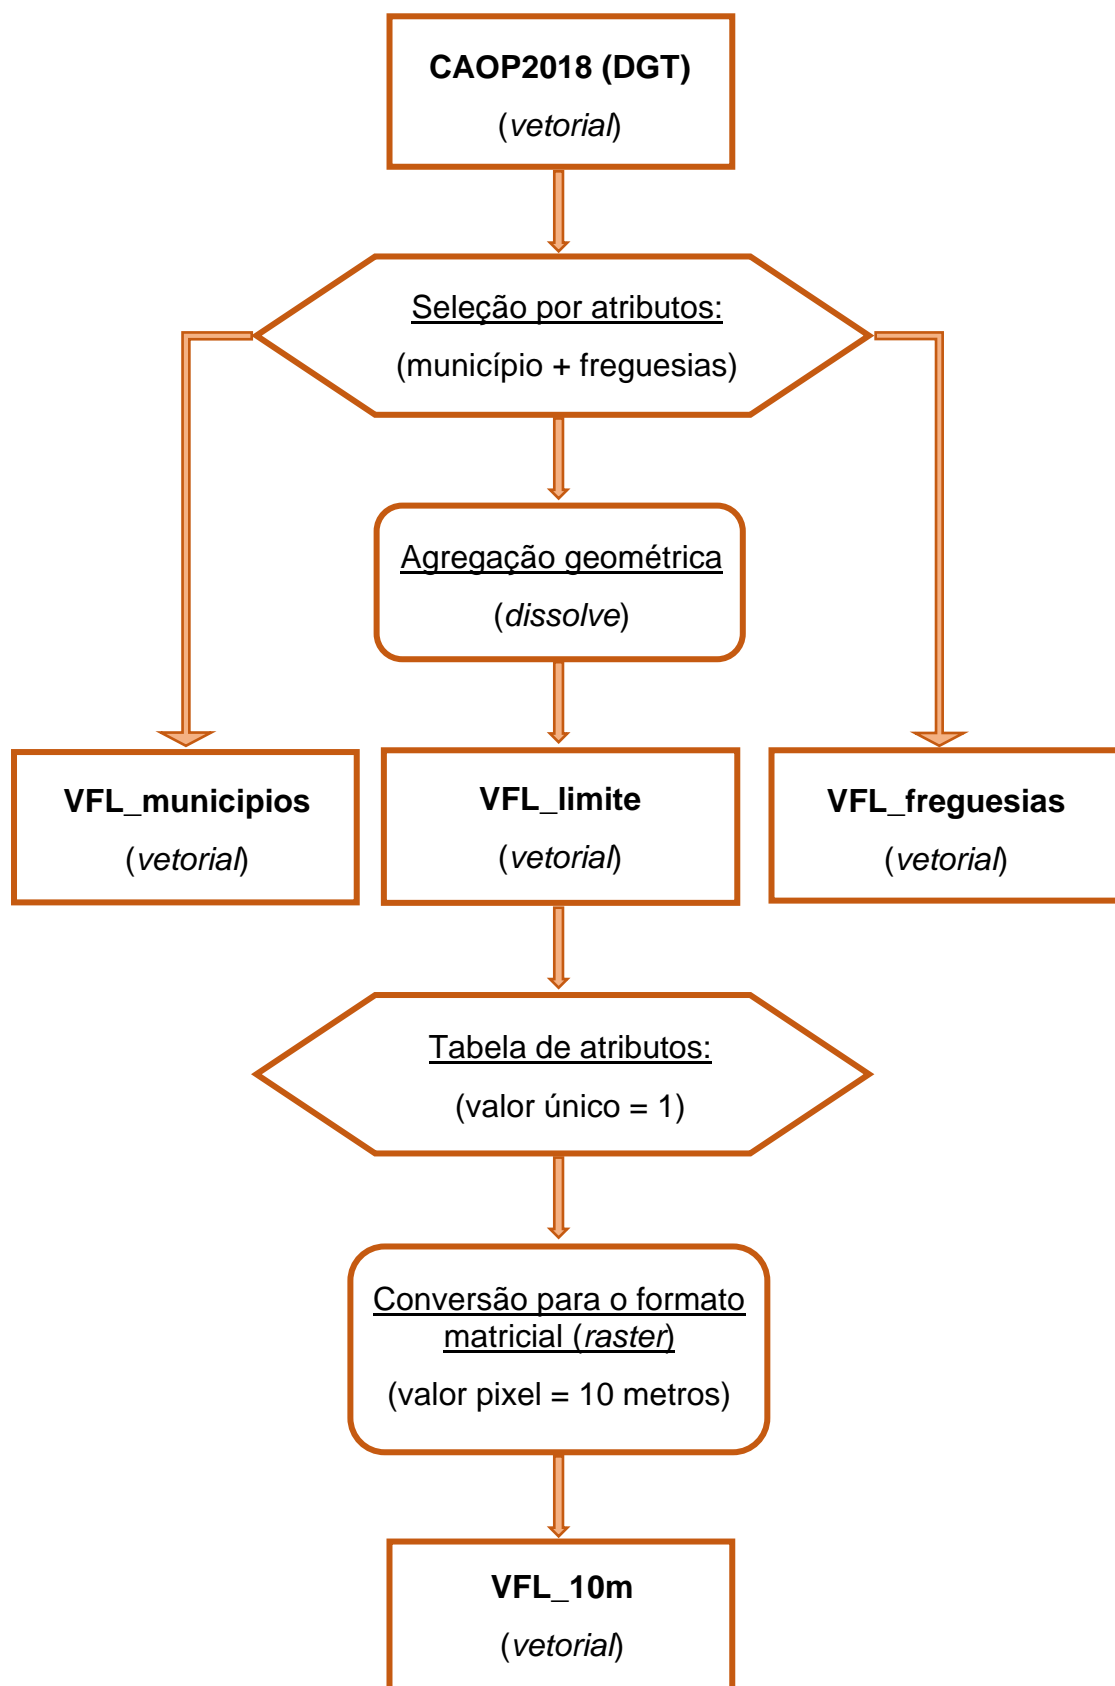 CAOP2018 (DGT)
(vetorial)
Seleção por atributos:
(município + freguesias)
Agregação geométrica
(dissolve)
VFL_municipios
(vetorial)
VFL_limite
(vetorial)
VFL_freguesias
(vetorial)
Tabela de atributos:
(valor único = 1)
Conversão para o formato
matricial (raster)
(valor pixel = 10 metros)
VFL_10m
(vetorial)